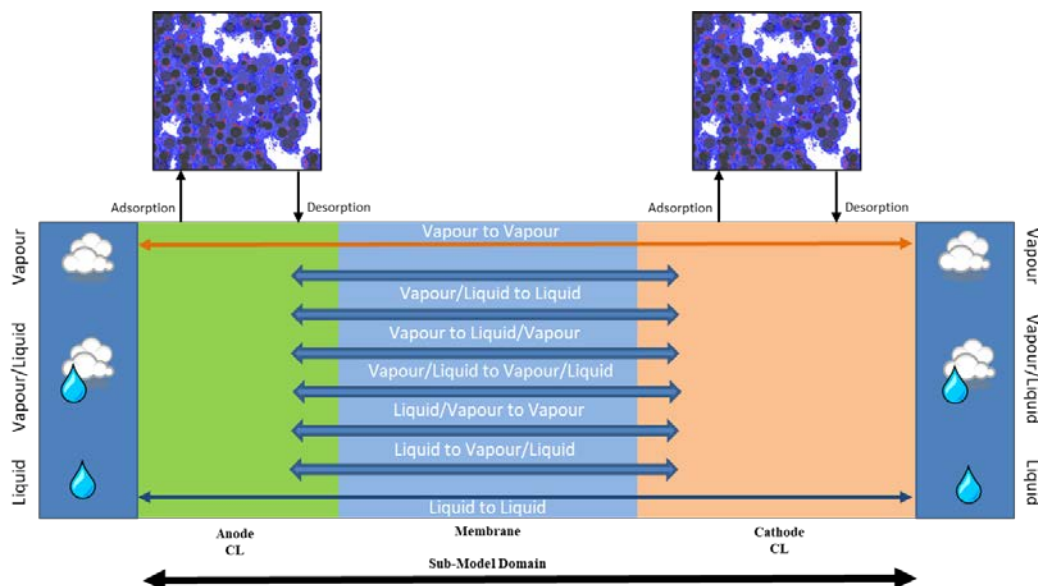 Adsorption
Desorption
Adsorption
Desorption
Vapour
Vapour/Liquid
Liquid
Vapour to Vapour
Vapour/Liquid to Liquid
Vapour to Liquid/Vapour
Vapour/Liquid to Vapour/Liquid
Liquid/Vapour to Vapour
Liquid to Vapour/Liquid
Liquid to Liquid
Vapour
Vapour/Liquid
Liquid
Anode
CL
Membrane
Cathode
CL
Sub-Model Domain